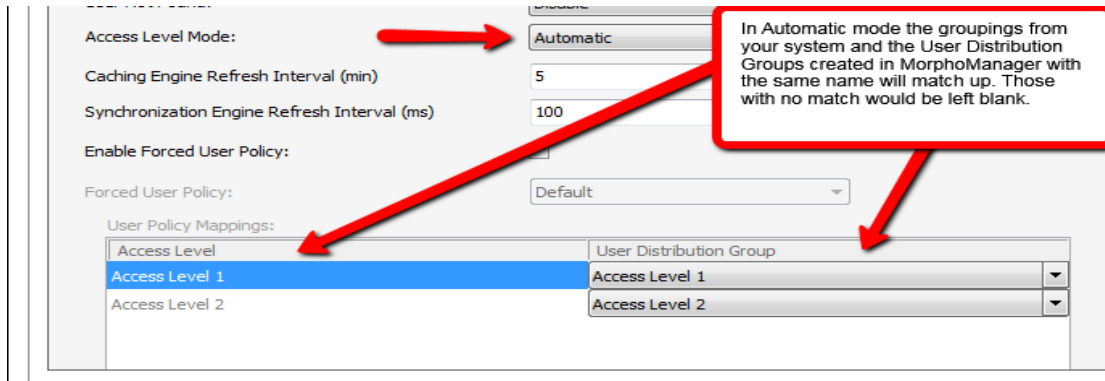 Access Level Mode:
Automatic
In Automatic mode the groupings from
your system and the User Distribution
Groups created in MorphoManager with
the same name will match up. Those
with no match would be left blank.
Caching Engine Refresh Interval (min)
5
Synchronization Engine Refresh Interval (ms)
100
Enable Forced User Policy:
Forced User Policy:
Default
User Policy Mappings:
Access Level
User Distribution Group
Access Level 1
Access Level 1
Access Level 2
Access Level 2